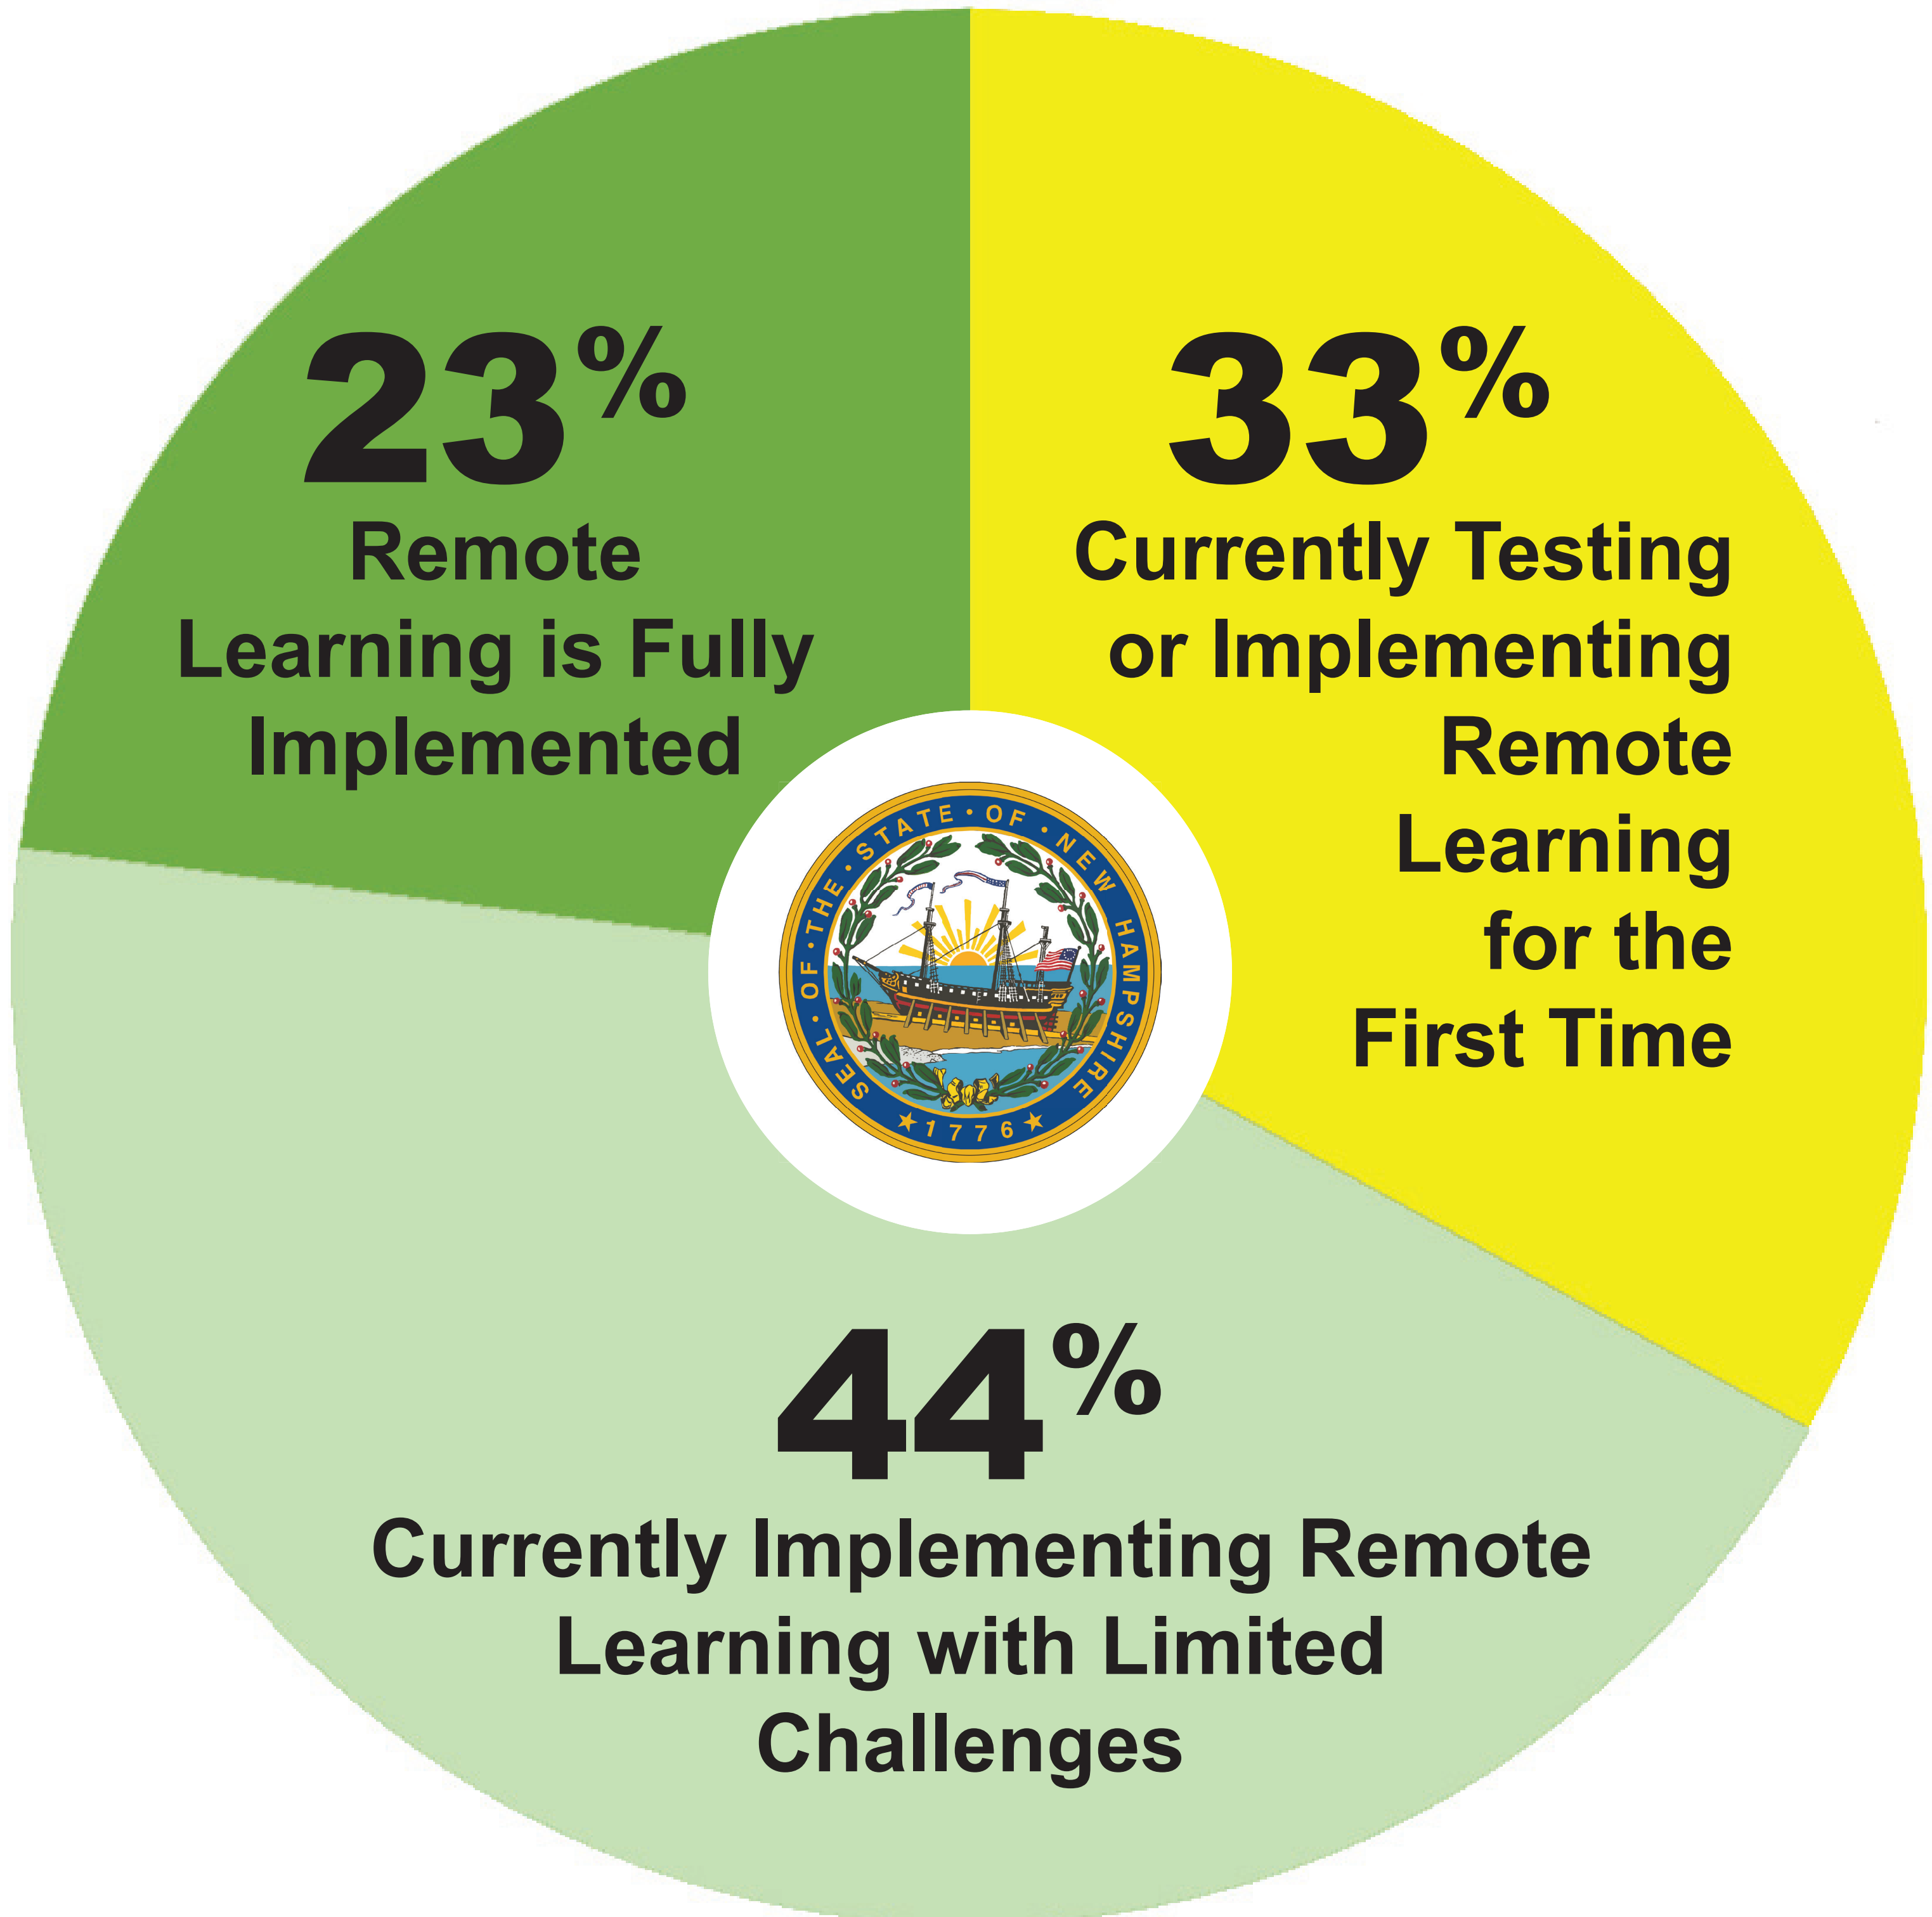 23%
Remote
Learning is Fully
Implemented
33%
Currently Testing
or Implementing
Remote
Learning
for the
First Time
SEAL • OF • THE • STATE • OF • NEW HAMPSHIRE
★ 1776 ★
44%
Currently Implementing Remote
Learning with Limited
Challenges